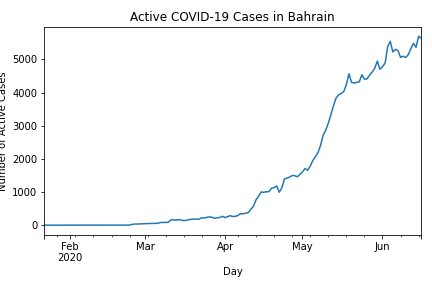 Active COVID-19 Cases in Bahrain
Number of Active Cases
5000
4000
3000
2000
1000
0
Feb
2020
Mar
Apr
May
Jun
Day